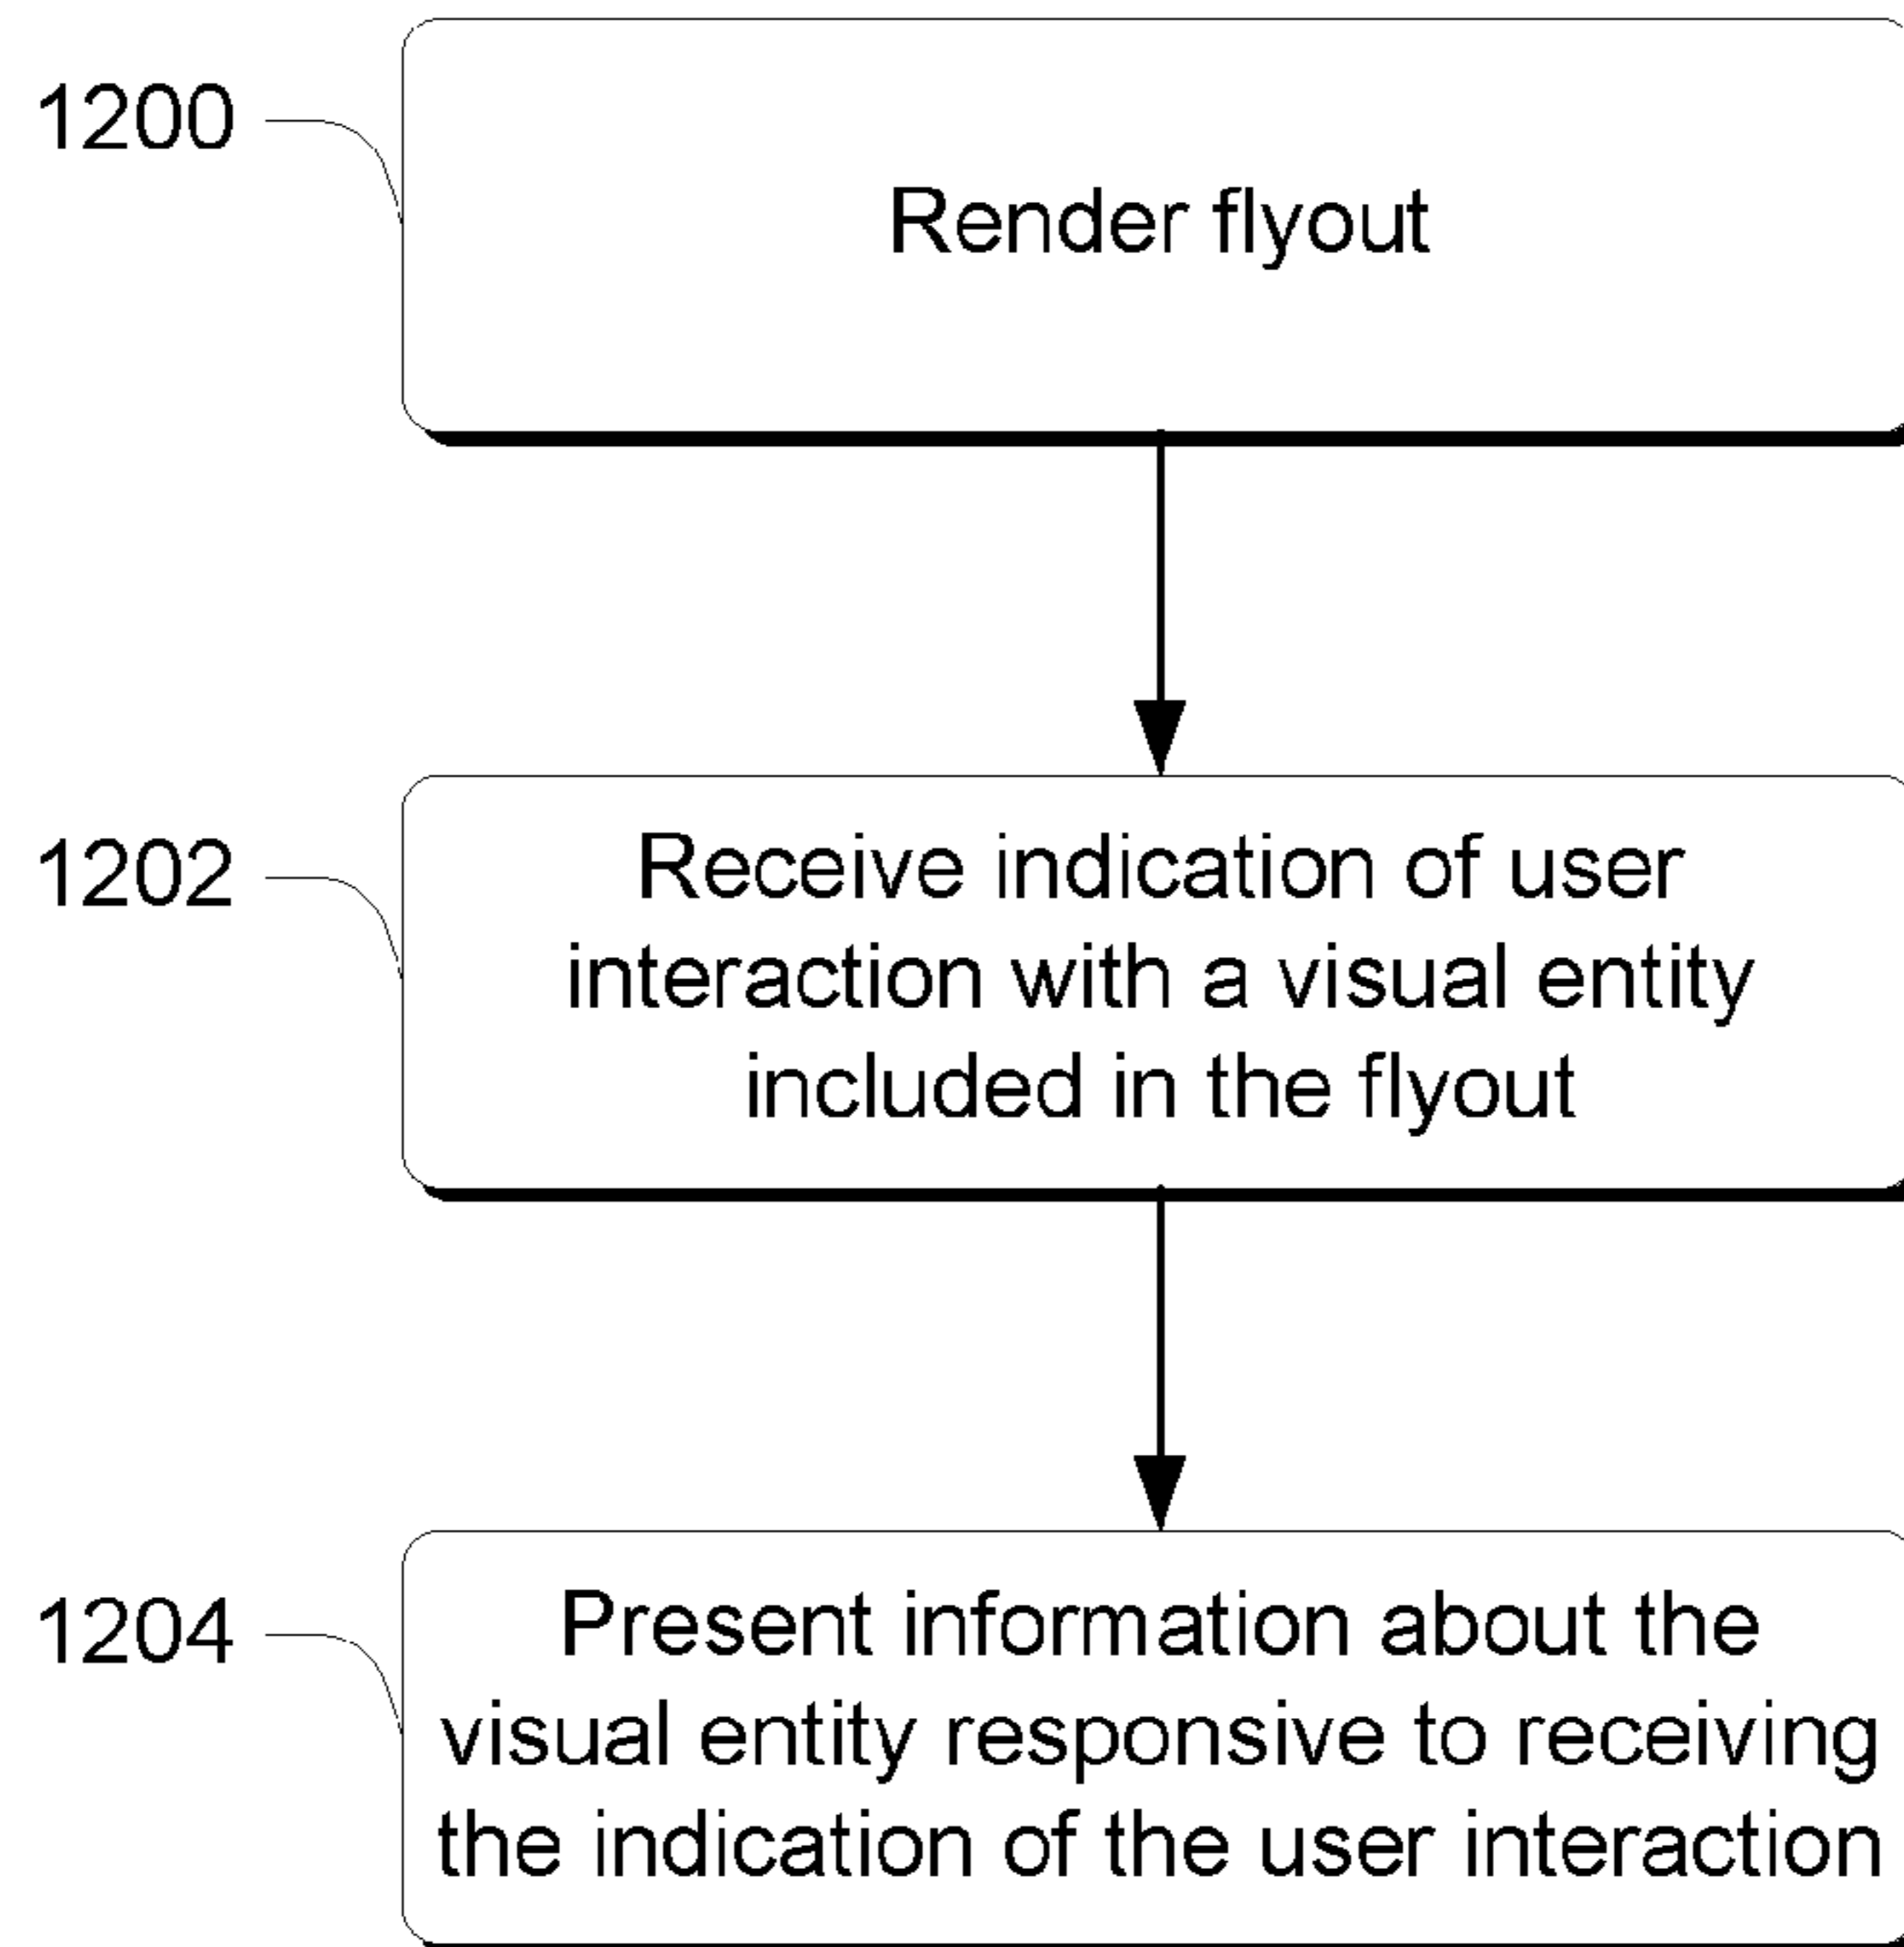 1200
Render flyout
1202
Receive indication of user
interaction with a visual entity
included in the flyout
1204
Present information about the
visual entity responsive to receiving
the indication of the user interaction